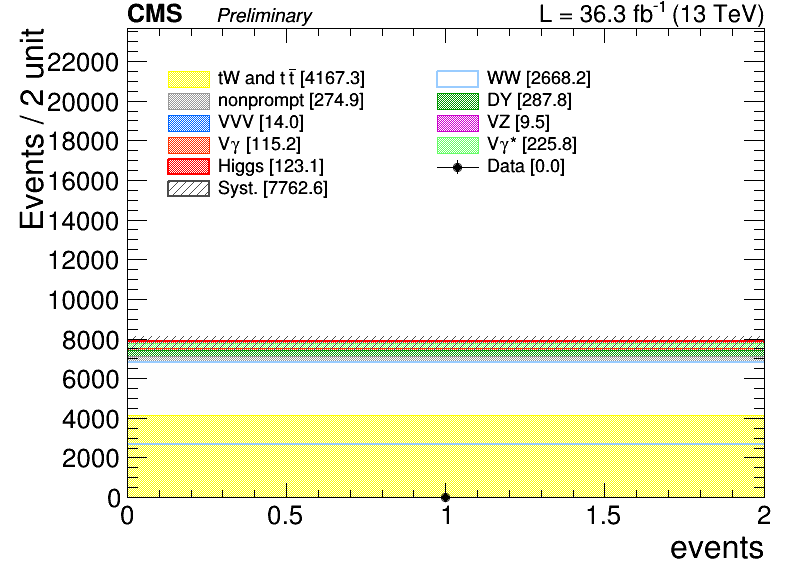 CMS Preliminary L = 36.3 fb⁻¹ (13 TeV)
Events / 2 unit
22000
20000
18000
16000
14000
12000
10000
8000
6000
4000
2000
0
tW and tt̅ [4167.3]
WW [2668.2]
nonprompt [274.9]
DY [287.8]
VVV [14.0]
VZ [9.5]
Vγ [115.2]
Vγ* [225.8]
Higgs [123.1]
Data [0.0]
Syst. [7762.6]
0 0.5 1 1.5 2
events